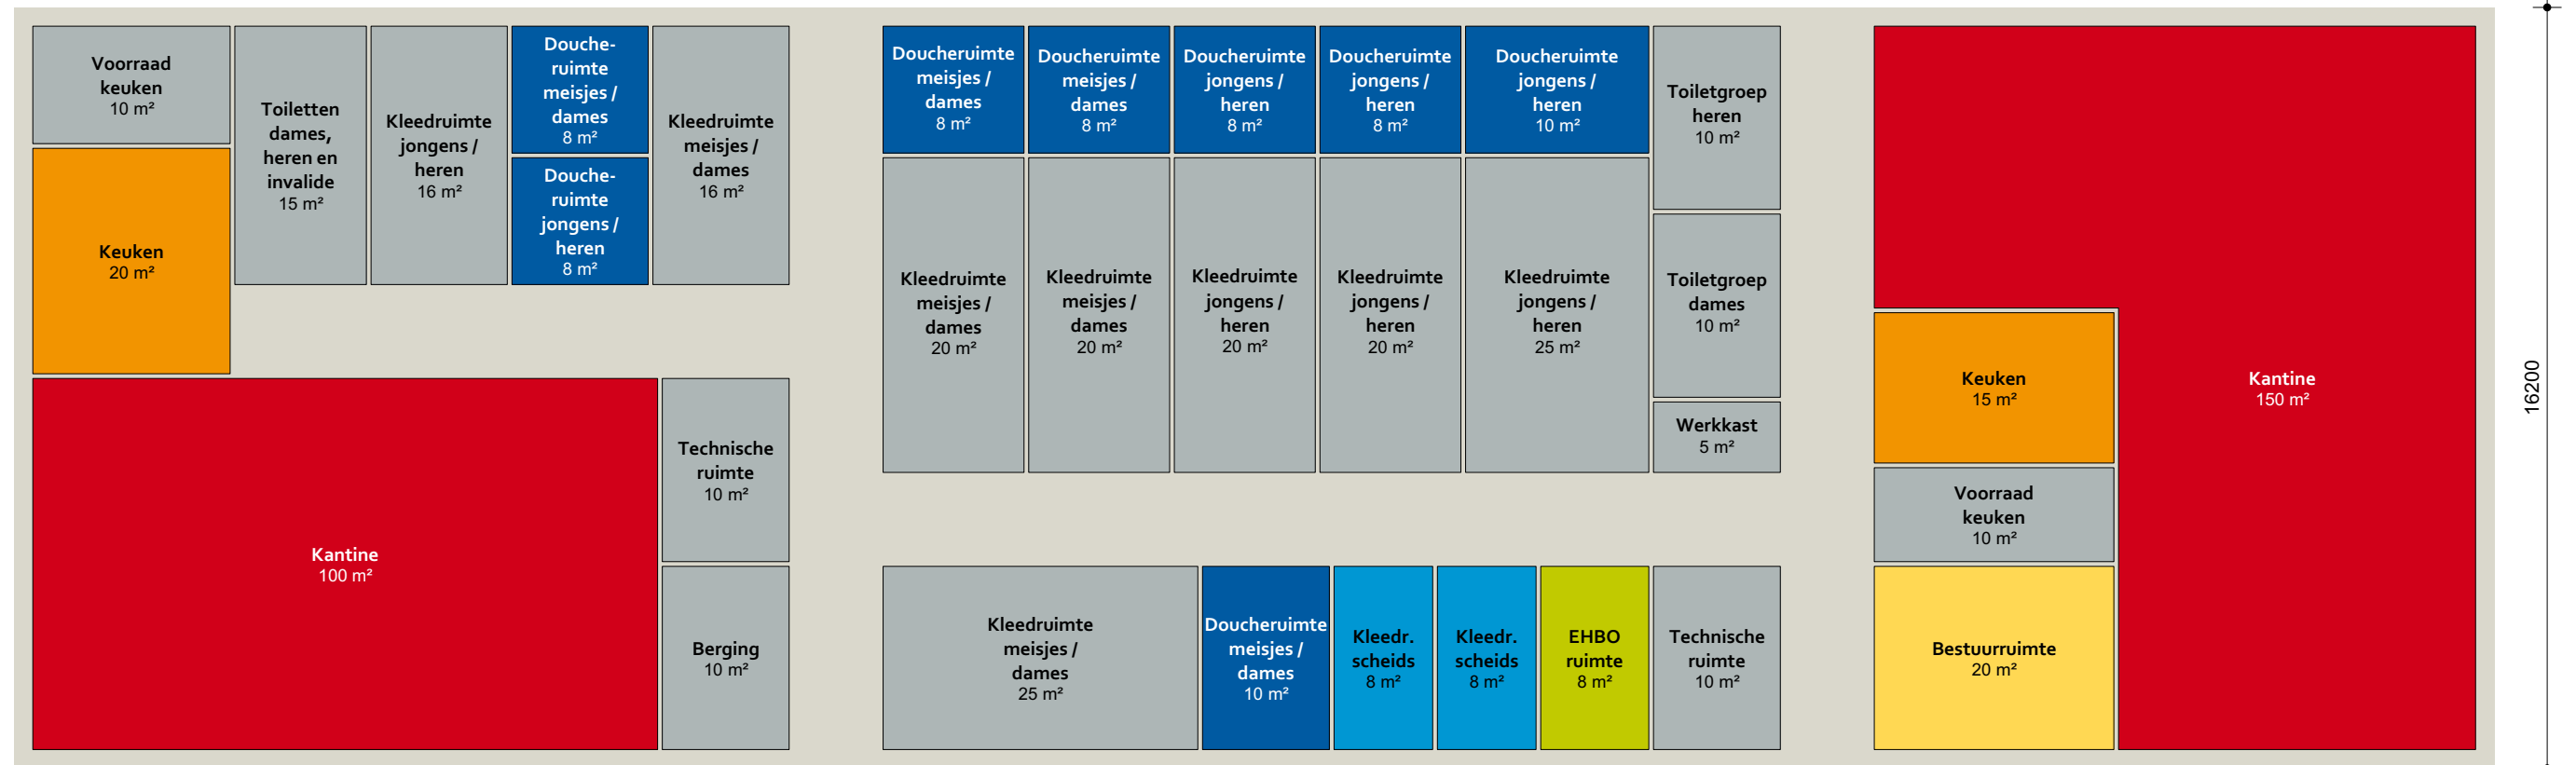 Voorraad
keuken
10 m²
Keuken
20 m²
Toiletten
dames,
heren en
invalide
15 m²
Kleedruimte
jongens /
heren
16 m²
Douche-
ruimte
meisjes /
dames
8 m²
Douche-
ruimte
jongens /
heren
8 m²
Kleedruimte
meisjes /
dames
16 m²
Kantine
100 m²
Technische
ruimte
10 m²
Berging
10 m²
Doucheruimte
meisjes /
dames
8 m²
Doucheruimte
meisjes /
dames
8 m²
Doucheruimte
jongens /
heren
8 m²
Doucheruimte
jongens /
heren
8 m²
Doucheruimte
jongens /
heren
10 m²
Toiletgroep
heren
10 m²
Kleedruimte
meisjes /
dames
20 m²
Kleedruimte
meisjes /
dames
20 m²
Kleedruimte
jongens /
heren
20 m²
Kleedruimte
jongens /
heren
20 m²
Kleedruimte
jongens /
heren
25 m²
Toiletgroep
dames
10 m²
Werkkast
5 m²
Kleedruimte
meisjes /
dames
25 m²
Doucheruimte
meisjes /
dames
10 m²
Kleedr.
scheids
8 m²
Kleedr.
scheids
8 m²
EHBO
ruimte
8 m²
Technische
ruimte
10 m²
Keuken
15 m²
Voorraad
keuken
10 m²
Bestuurruimte
20 m²
Kantine
150 m²
16200